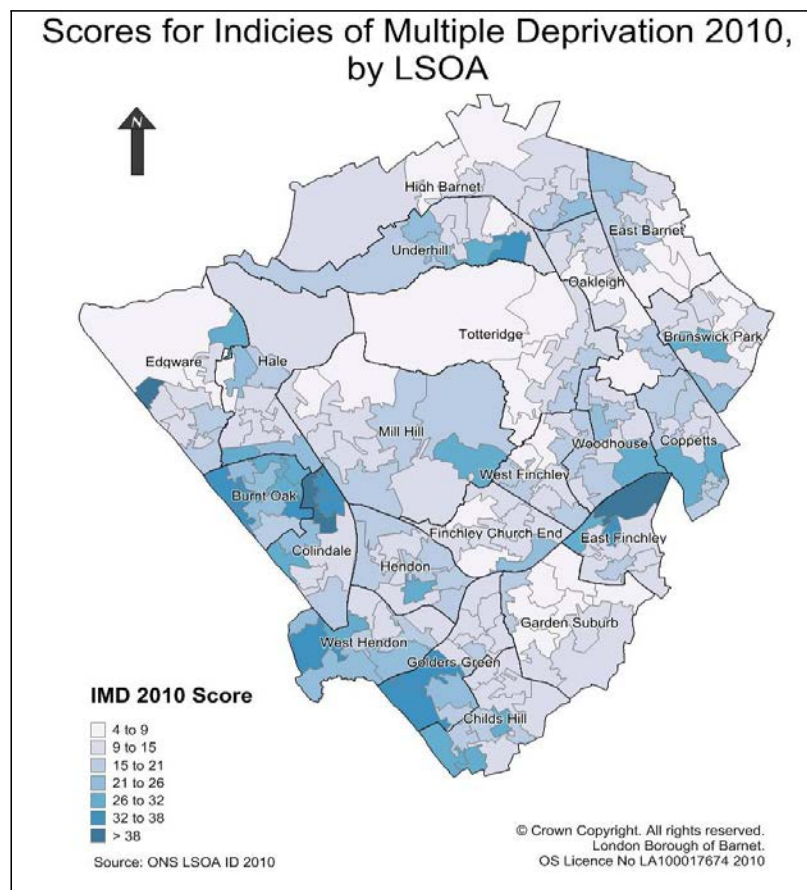 Scores for Indicies of Multiple Deprivation 2010,
by LSOA
N
High Barnet
East Barnet
Underhill
Oakleigh
Totteridge
Brunswick Park
Edgware
Hale
Mill Hill
Woodhouse
Coppetts
West Finchley
Burnt Oak
Finchley Church End
East Finchley
Colindale
Hendon
Garden Suburb
West Hendon
Golders Green
Childs Hill
IMD 2010 Score
4 to 9
9 to 15
15 to 21
21 to 26
26 to 32
32 to 38
> 38
Source: ONS LSOA ID 2010
© Crown Copyright. All rights reserved.
London Borough of Barnet.
OS Licence No LA100017674 2010